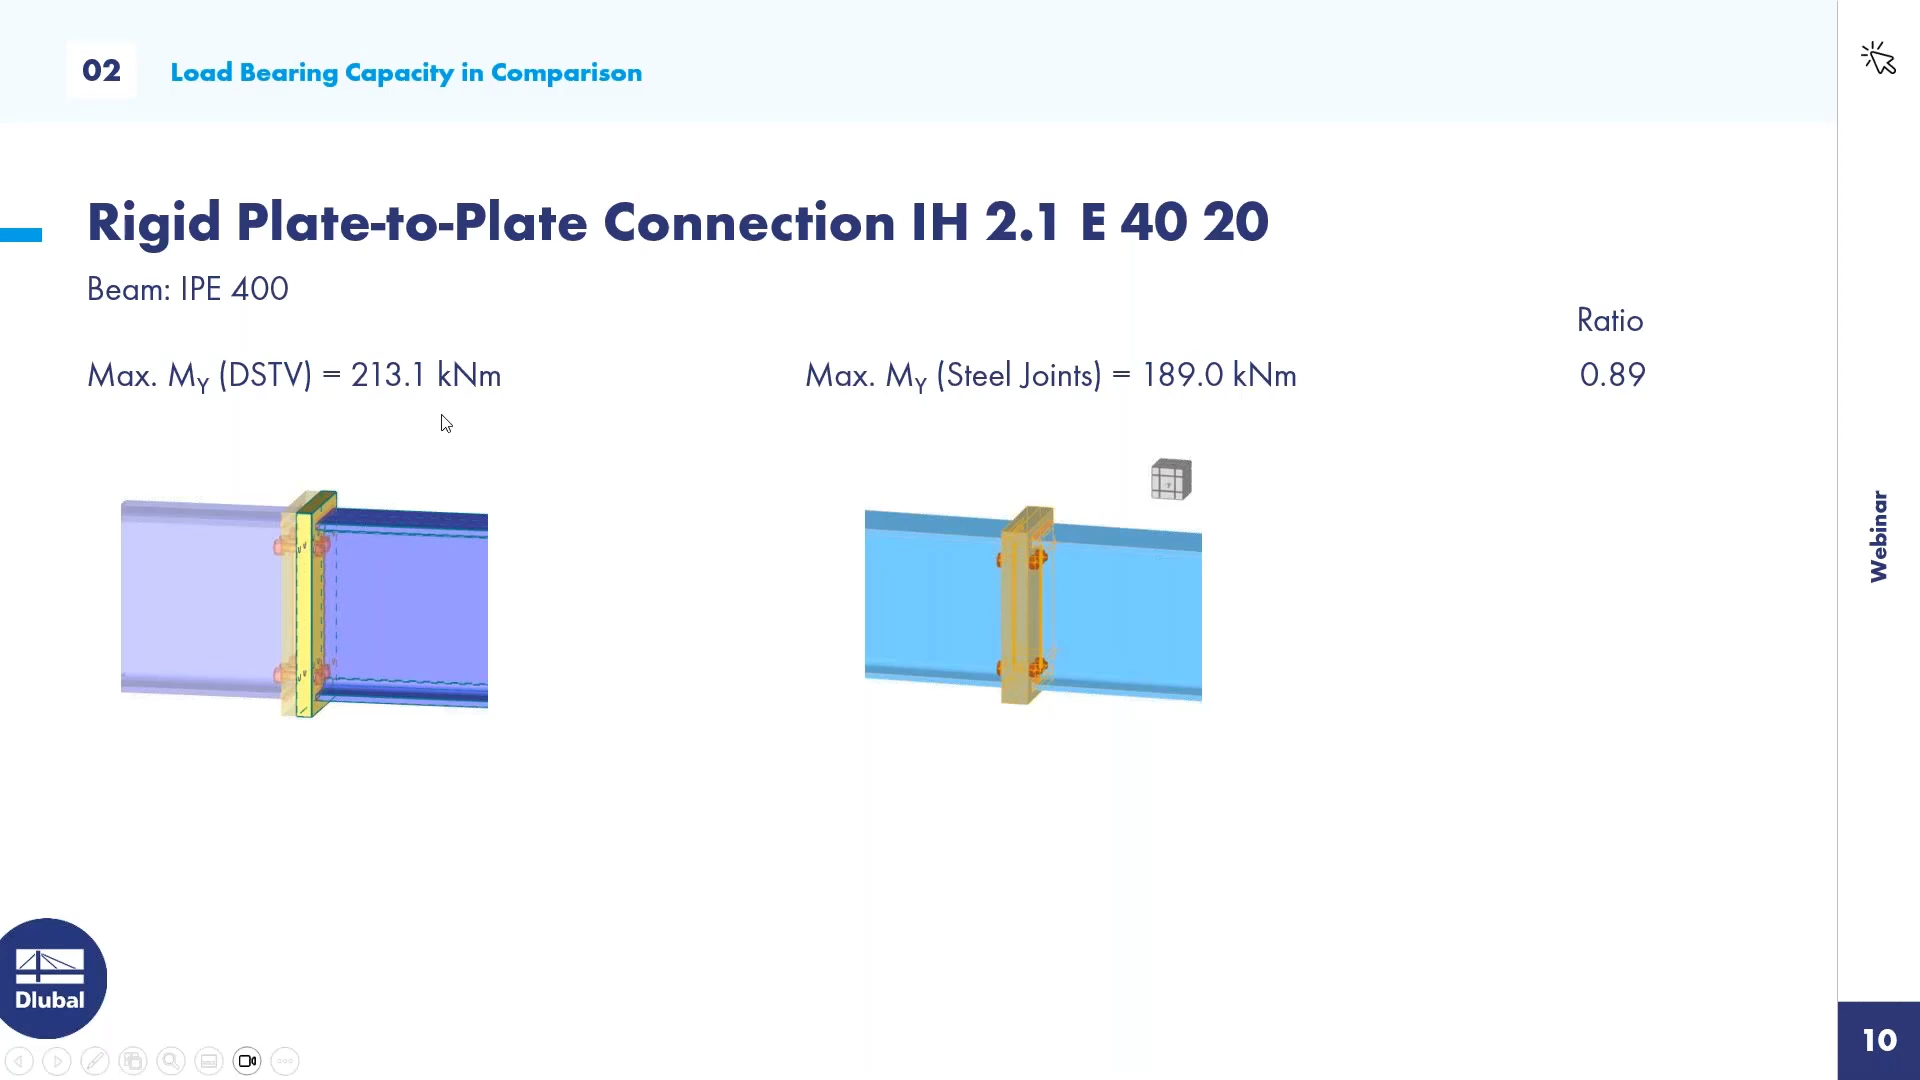 02
Load Bearing Capacity in Comparison
Rigid Plate-to-Plate Connection IH 2.1 E 40 20
Beam: IPE 400
Ratio
Max. MY (DSTV) = 213.1 kNm
Max. MY (Steel Joints) = 189.0 kNm
0.89
Webinar
Dlubal
10